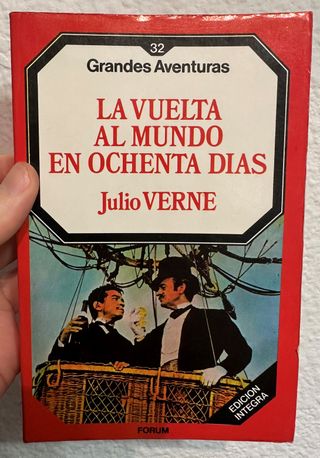 32
Grandes Aventuras
LA VUELTA
AL MUNDO
EN OCHENTA DIAS
Julio VERNE
EDICION
INTEGRA
FORUM